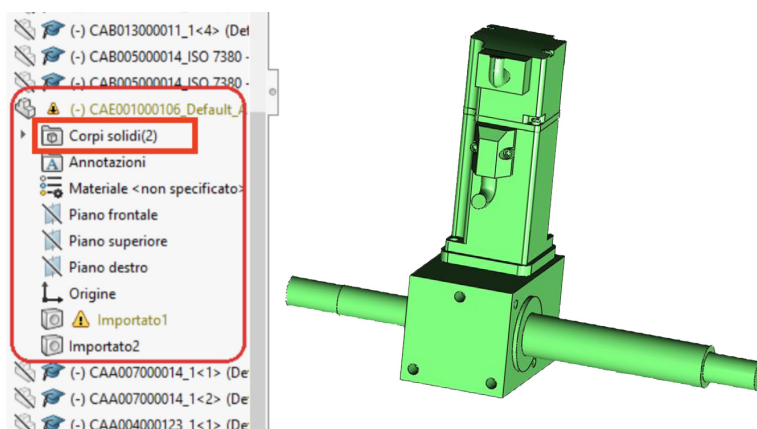 (-) CAB013000011_1<4> (Def
(-) CAB005000014_ISO 7380 -
(-) CAB005000014_ISO 7380 -
(-) CAE001000106_Default_A
Corpi solidi(2)
Annotazioni
Materiale <non specificato>
Piano frontale
Piano superiore
Piano destro
Origine
Importato1
Importato2
(-) CAA007000014_1<1> (De
(-) CAA007000014_1<2> (De
(-) CAA004000123_1<1> (De